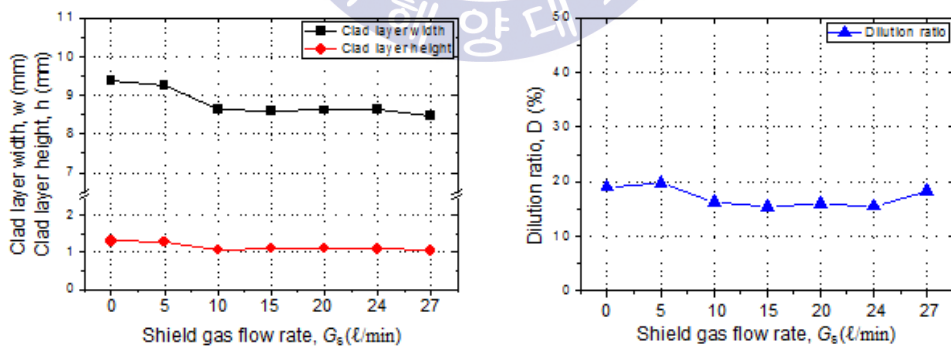 해양대
11
Clad layer width
Clad layer height
10
9
8
7
2
1
0
Clad layer width, w (mm)
Clad layer height, h (mm)
0 5 10 15 20 24 27
Shield gas flow rate, Gs (ℓ/min)
50
Dilution ratio
40
30
20
10
0
Dilution ratio, D (%)
0 5 10 15 20 24 27
Shield gas flow rate, Gs (ℓ/min)